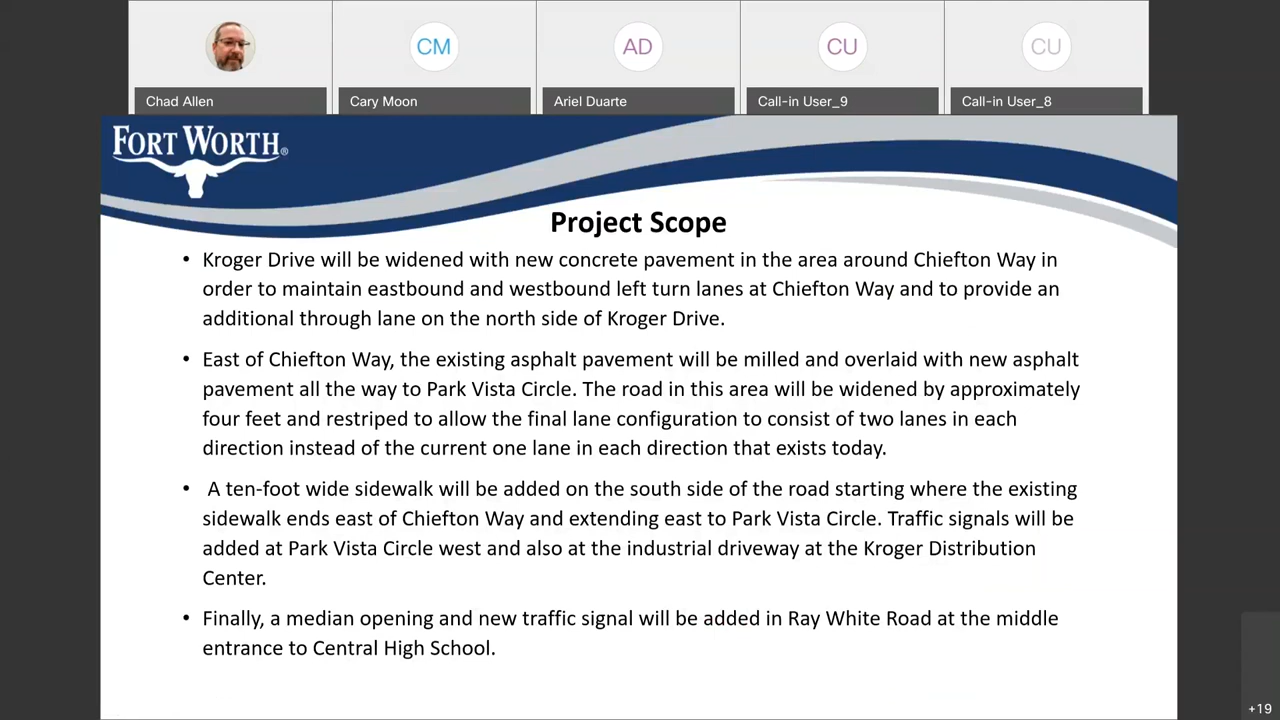 CM
AD
CU
CU
Chad Allen
Cary Moon
Ariel Duarte
Call-in User_9
Call-in User_8
FORT WORTH®
Project Scope
• Kroger Drive will be widened with new concrete pavement in the area around Chiefton Way in
order to maintain eastbound and westbound left turn lanes at Chiefton Way and to provide an
additional through lane on the north side of Kroger Drive.
• East of Chiefton Way, the existing asphalt pavement will be milled and overlaid with new asphalt
pavement all the way to Park Vista Circle. The road in this area will be widened by approximately
four feet and restriped to allow the final lane configuration to consist of two lanes in each
direction instead of the current one lane in each direction that exists today.
• A ten-foot wide sidewalk will be added on the south side of the road starting where the existing
sidewalk ends east of Chiefton Way and extending east to Park Vista Circle. Traffic signals will be
added at Park Vista Circle west and also at the industrial driveway at the Kroger Distribution
Center.
• Finally, a median opening and new traffic signal will be added in Ray White Road at the middle
entrance to Central High School.
+19